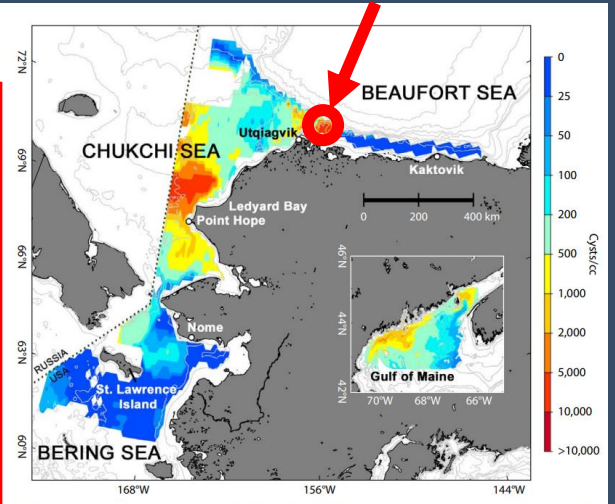 72°N
69°N
66°N
63°N
60°N
BEAUFORT SEA
Utqiagvik
CHUKCHI SEA
Kaktovik
Ledyard Bay
Point Hope
0 200 400 km
Nome
RUSSIA
USA
St. Lawrence
Island
BERING SEA
46°N
44°N
42°N
Gulf of Maine
70°W 68°W 66°W
168°W 156°W 144°W
0
25
50
100
200
500
1,000
2,000
5,000
10,000
>10,000
Cysts/cc